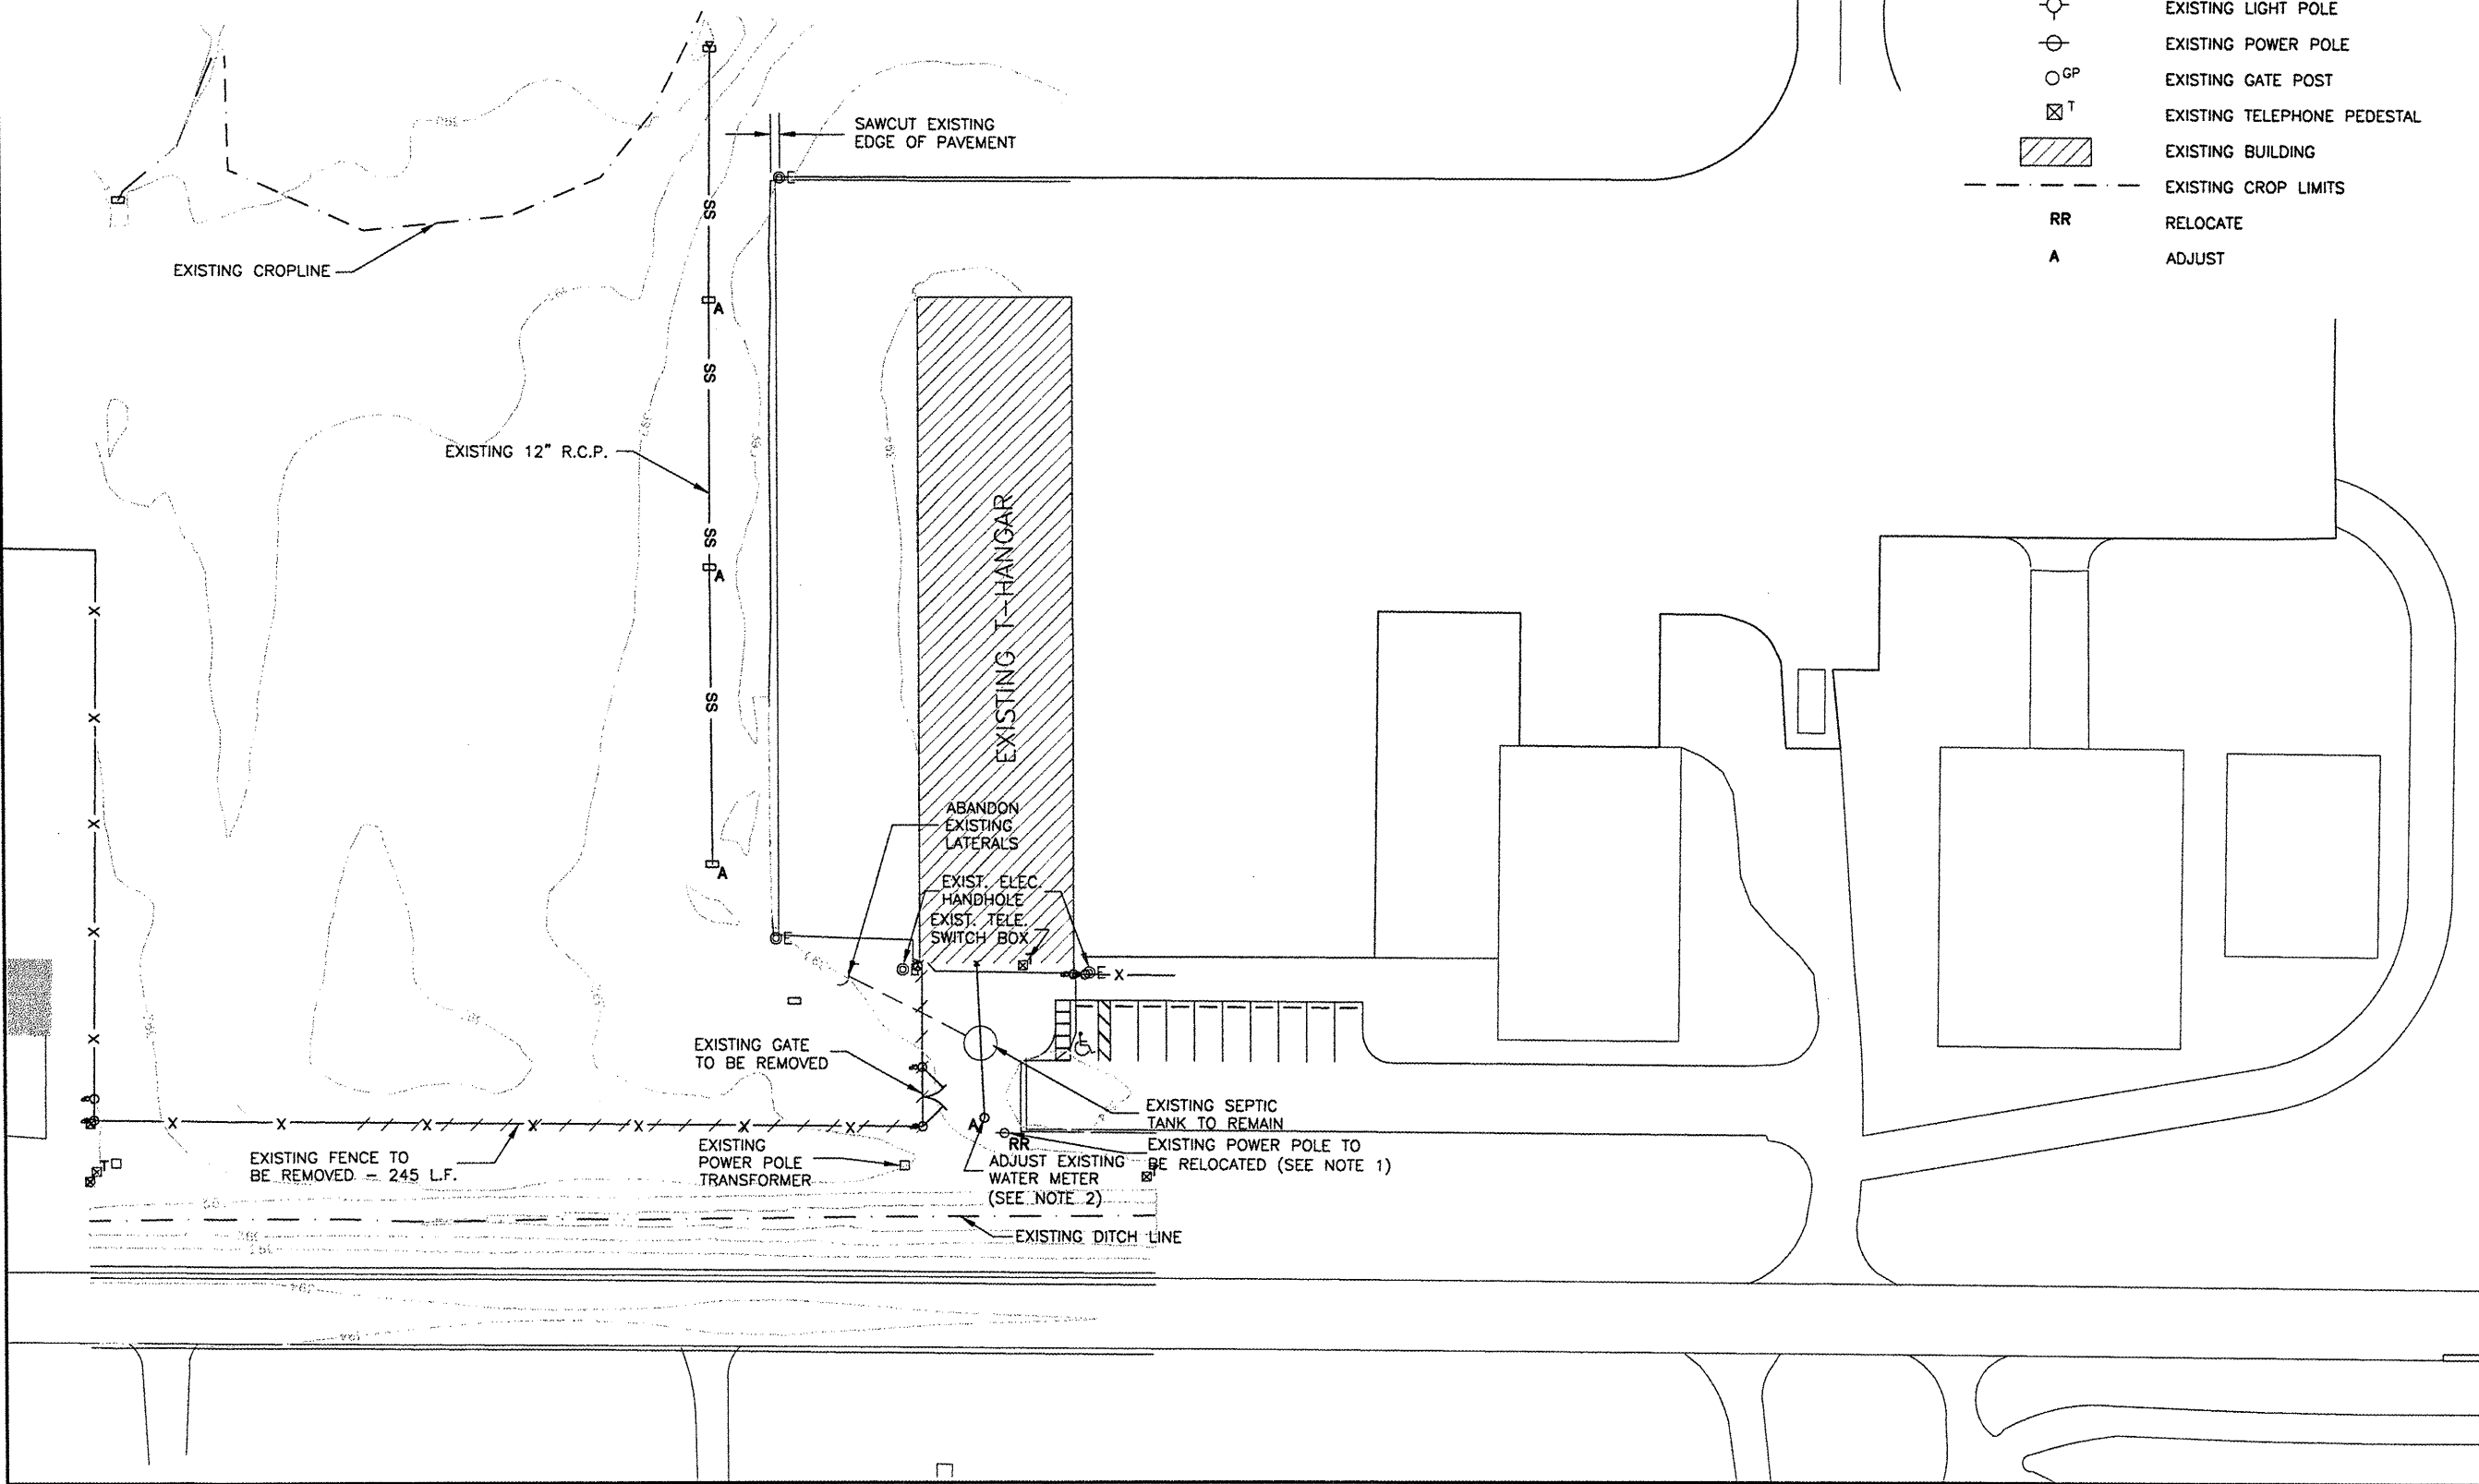 EXISTING LIGHT POLE
EXISTING POWER POLE
GP
EXISTING GATE POST
T
EXISTING TELEPHONE PEDESTAL
EXISTING BUILDING
EXISTING CROP LIMITS
RR
RELOCATE
A
ADJUST
SAWCUT EXISTING
EDGE OF PAVEMENT
E
EXISTING CROPLINE
SS
A
SS
EXISTING 12" R.C.P.
SS
A
SS
A
EXISTING T-HANGAR
ABANDON
EXISTING
LATERALS
EXIST. ELEC.
HANDHOLE
EXIST. TELE.
SWITCH BOX
E
E
X
X
X
X
X
X
EXISTING GATE
TO BE REMOVED
EXISTING SEPTIC
TANK TO REMAIN
X
X
X
X
X
X
X
A
RR
EXISTING POWER POLE TO
BE RELOCATED (SEE NOTE 1)
EXISTING FENCE TO
BE REMOVED - 245 L.F.
T
EXISTING
POWER POLE
TRANSFORMER
ADJUST EXISTING
WATER METER
(SEE NOTE 2)
EXISTING DITCH LINE